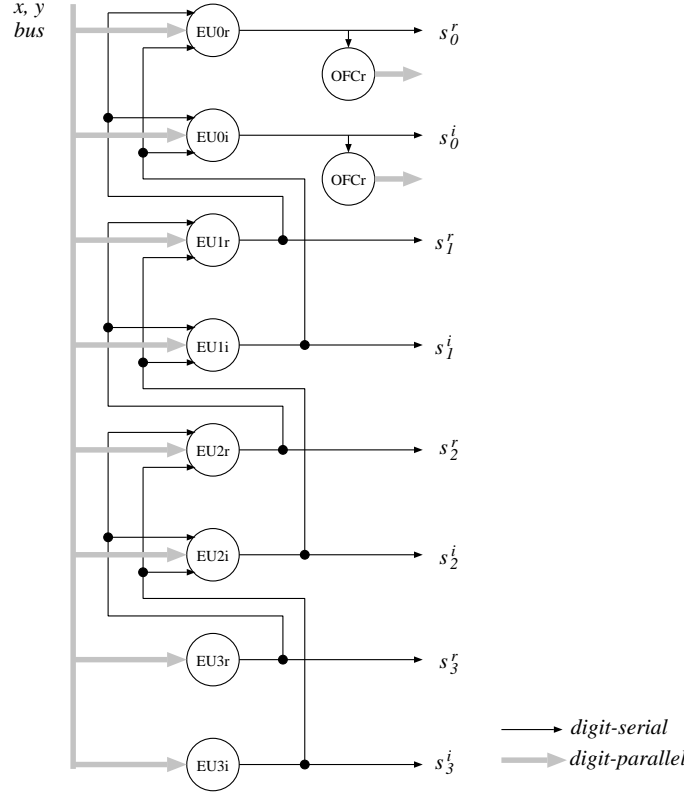 x, y
bus
EU0r
s_0^r
OFCr
EU0i
s_0^i
OFCr
EU1r
s_1^r
EU1i
s_1^i
EU2r
s_2^r
EU2i
s_2^i
EU3r
s_3^r
digit-serial
digit-parallel
EU3i
s_3^i